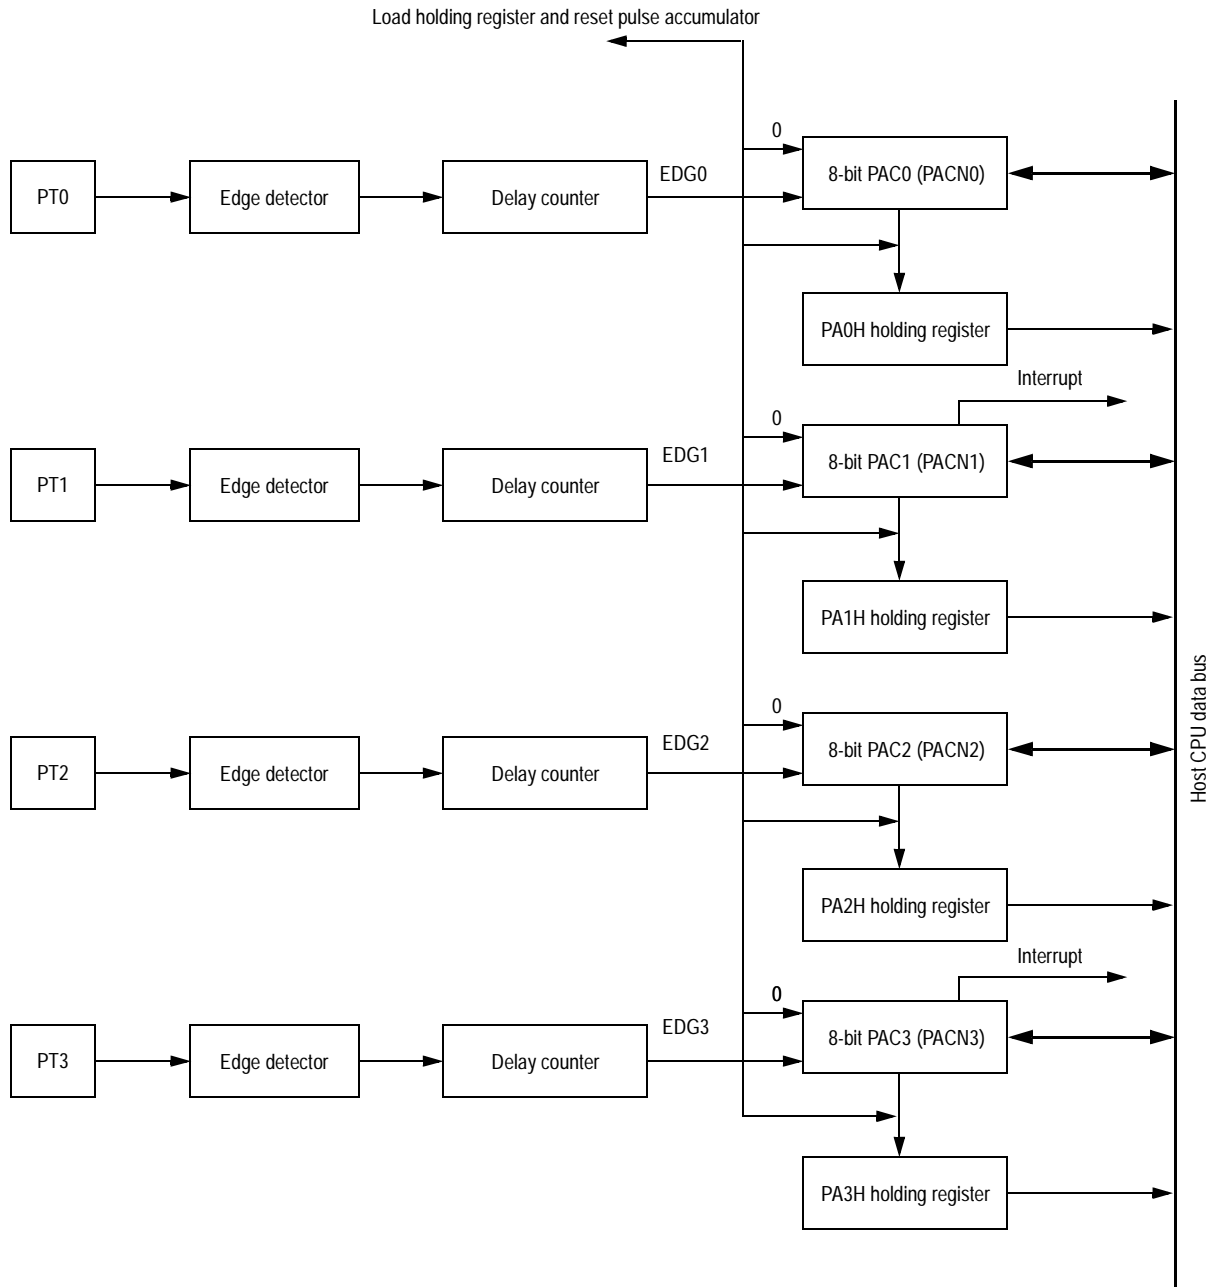 Load holding register and reset pulse accumulator
0
EDG0
PT0
Edge detector
Delay counter
8-bit PAC0 (PACN0)
PA0H holding register
Interrupt
0
EDG1
PT1
Edge detector
Delay counter
8-bit PAC1 (PACN1)
PA1H holding register
0
EDG2
PT2
Edge detector
Delay counter
8-bit PAC2 (PACN2)
PA2H holding register
Interrupt
0
EDG3
PT3
Edge detector
Delay counter
8-bit PAC3 (PACN3)
PA3H holding register
Host CPU data bus